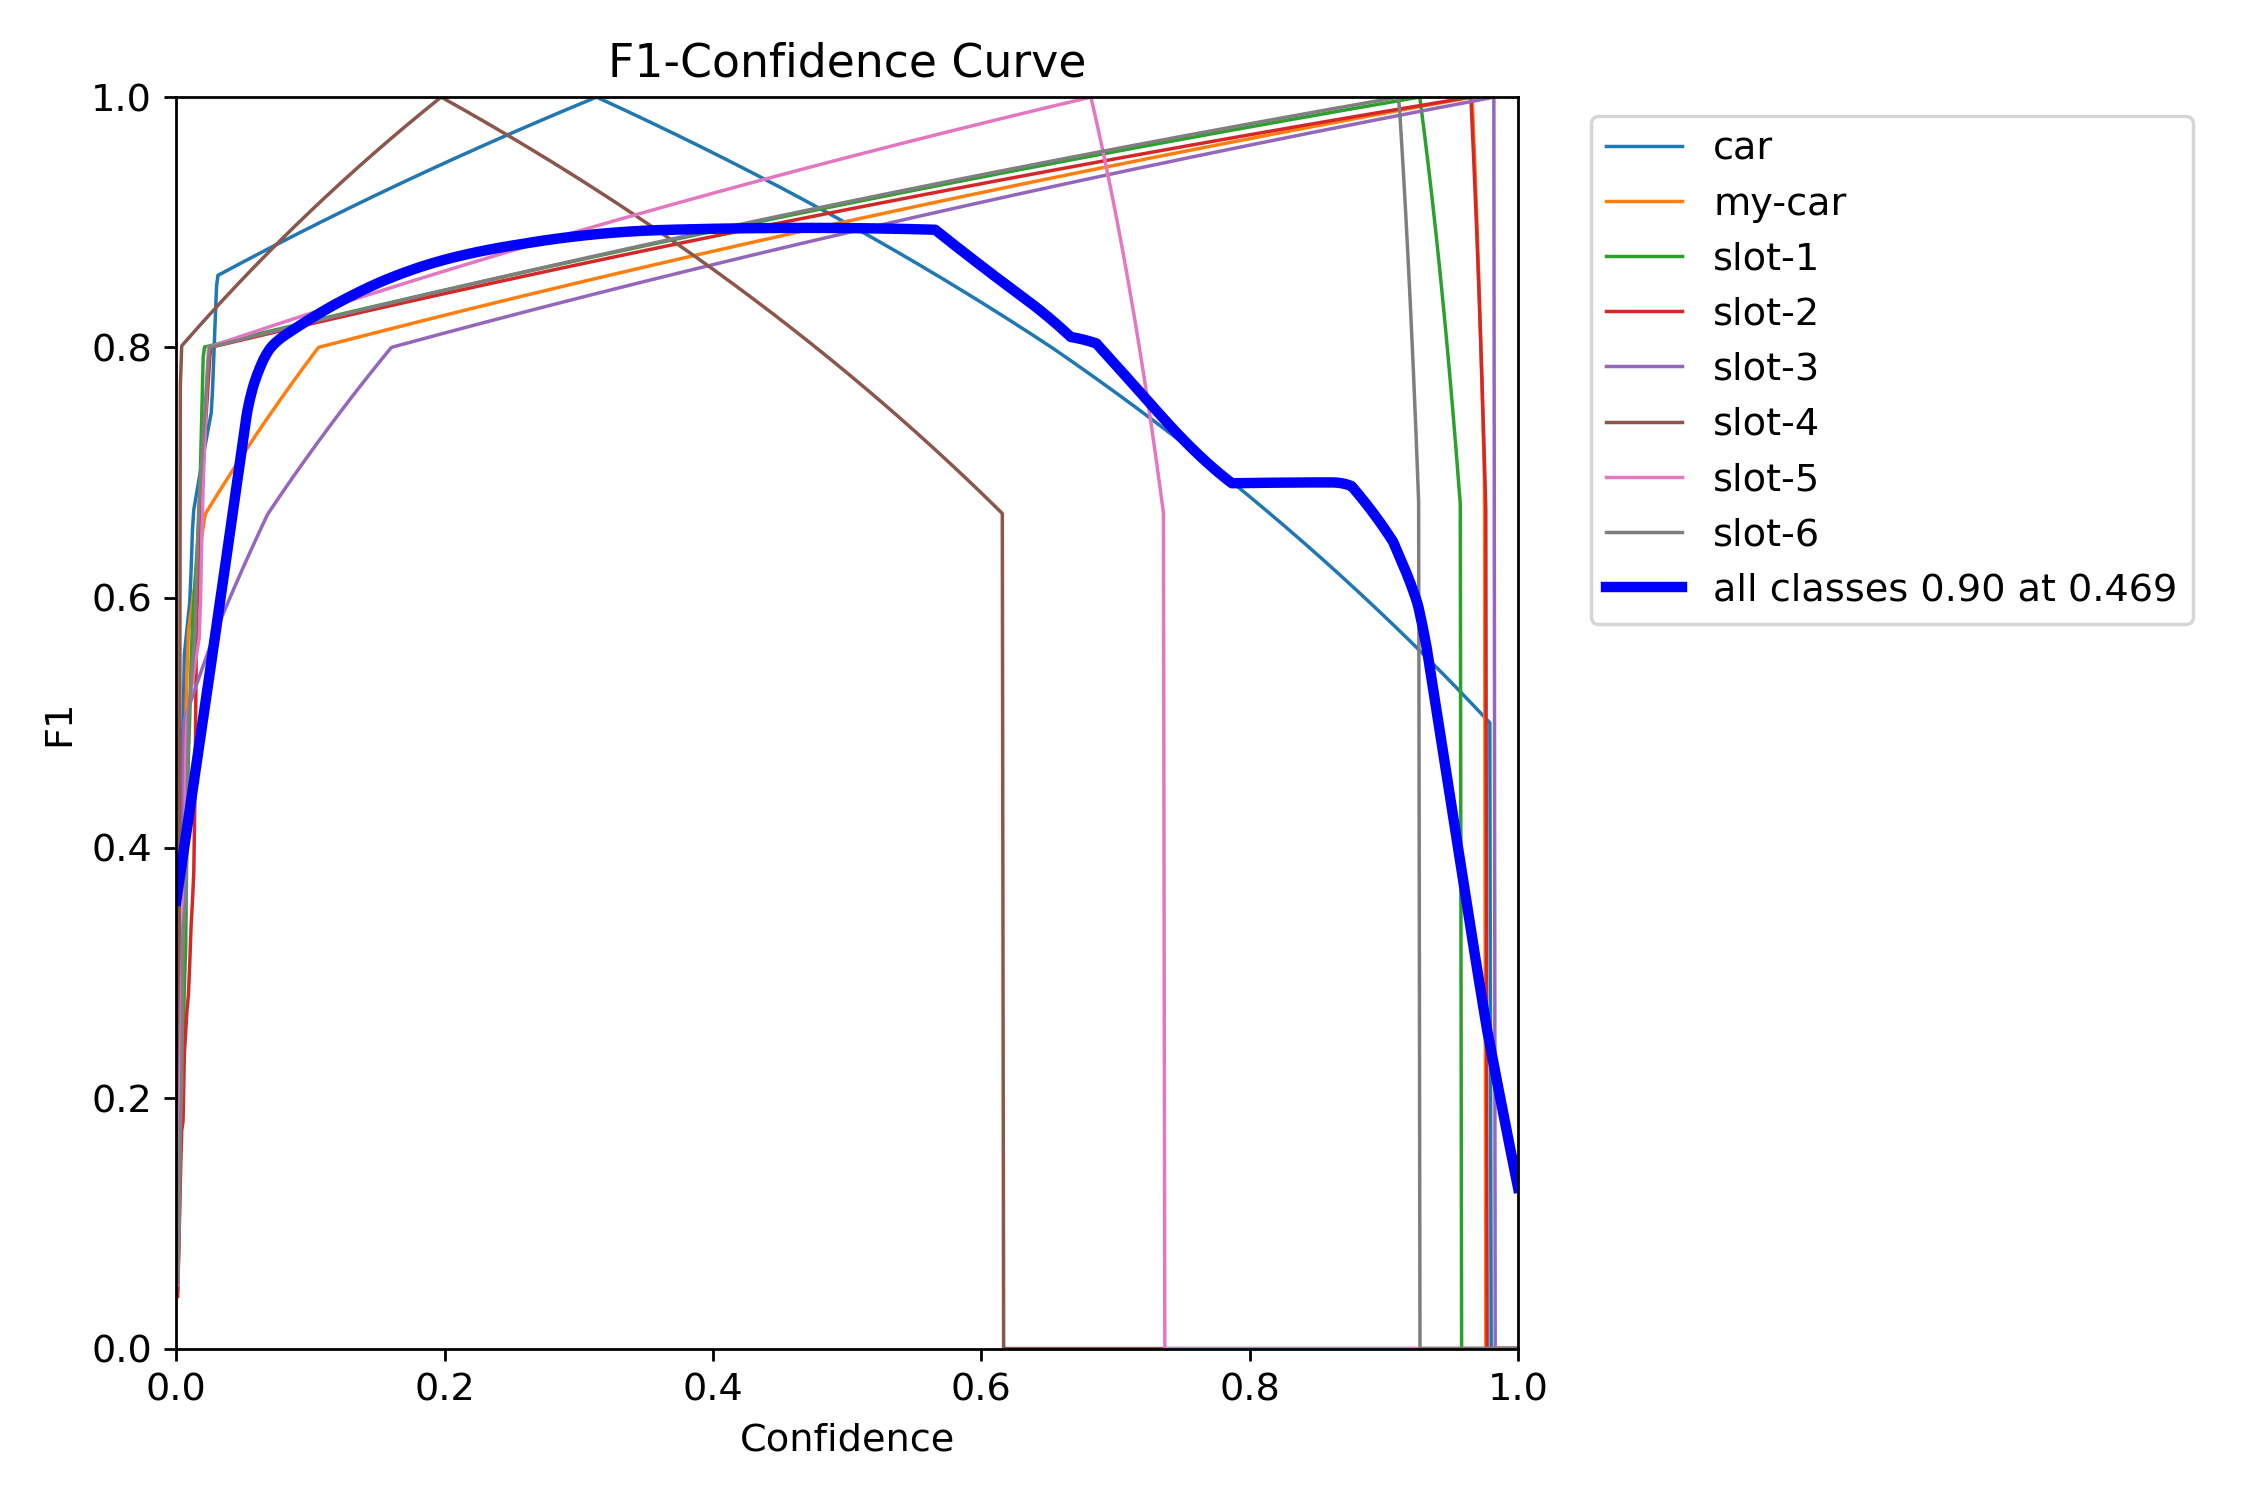 F1-Confidence Curve
1.0
0.8
0.6
0.4
0.2
0.0
F1
0.0 0.2 0.4 0.6 0.8 1.0
Confidence
car
my-car
slot-1
slot-2
slot-3
slot-4
slot-5
slot-6
all classes 0.90 at 0.469